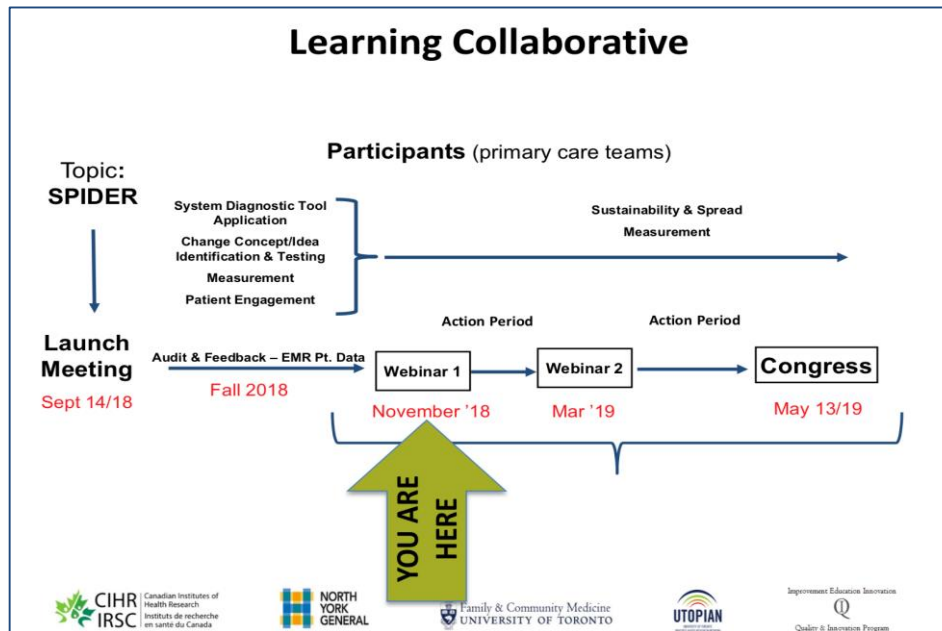 Learning Collaborative
Topic:
SPIDER
Participants (primary care teams)
System Diagnostic Tool
Application
Change Concept/Idea
Identification & Testing
Measurement
Patient Engagement
Sustainability & Spread
Measurement
Launch
Meeting
Sept 14/18
Audit & Feedback – EMR Pt. Data
Fall 2018
Action Period
Action Period
Webinar 1
Webinar 2
Congress
November '18
Mar '19
May 13/19
YOU ARE
HERE
CIHR
IRSC
Canadian Institutes of
Health Research
Instituts de recherche
en santé du Canada
NORTH
YORK
GENERAL
Family & Community Medicine
UNIVERSITY OF TORONTO
UTOPIAN
Improvement Education Innovation
QI
Quality & Innovation Program